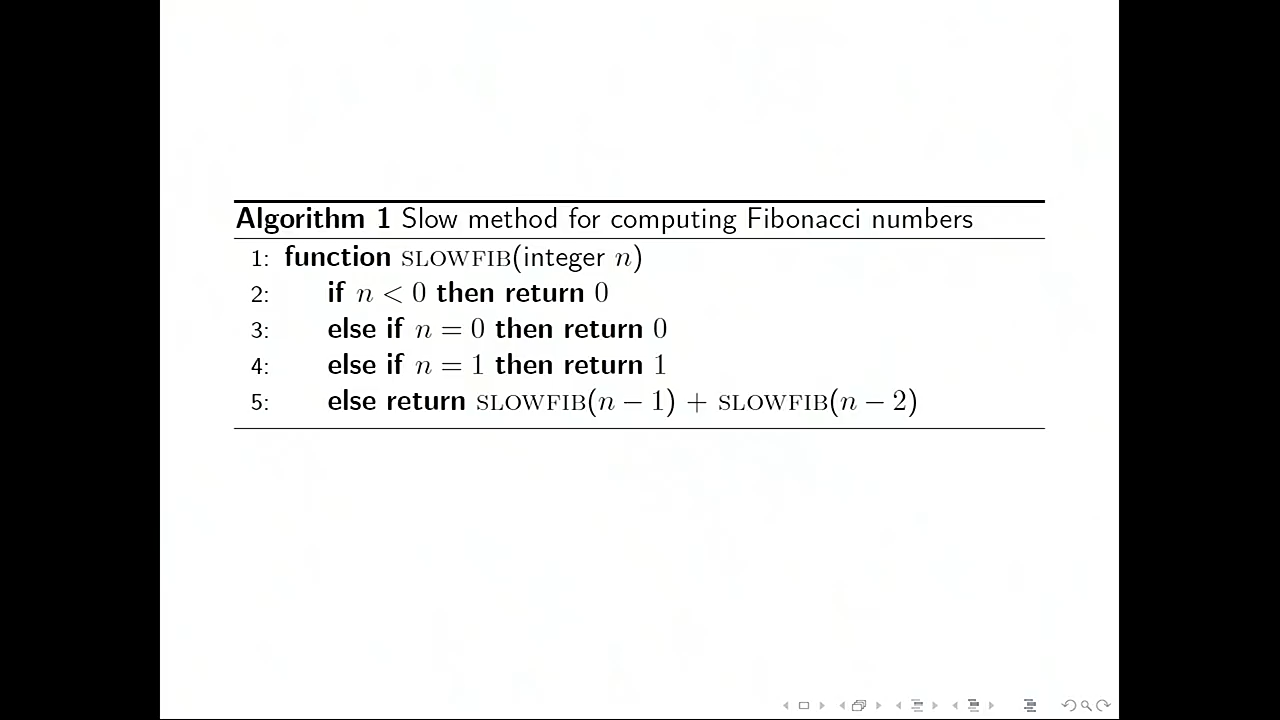 Algorithm 1 Slow method for computing Fibonacci numbers
1: function SLOWFIB(integer n)
2: if n < 0 then return 0
3: else if n = 0 then return 0
4: else if n = 1 then return 1
5: else return SLOWFIB(n − 1) + SLOWFIB(n − 2)